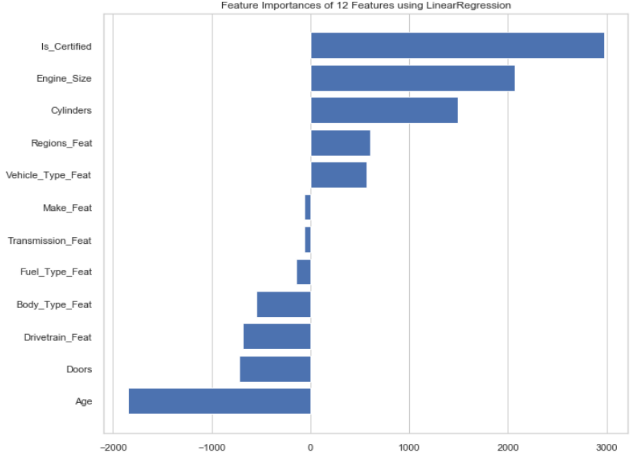 Feature Importances of 12 Features using LinearRegression
Is_Certified
Engine_Size
Cylinders
Regions_Feat
Vehicle_Type_Feat
Make_Feat
Transmission_Feat
Fuel_Type_Feat
Body_Type_Feat
Drivetrain_Feat
Doors
Age
−2000 −1000 0 1000 2000 3000